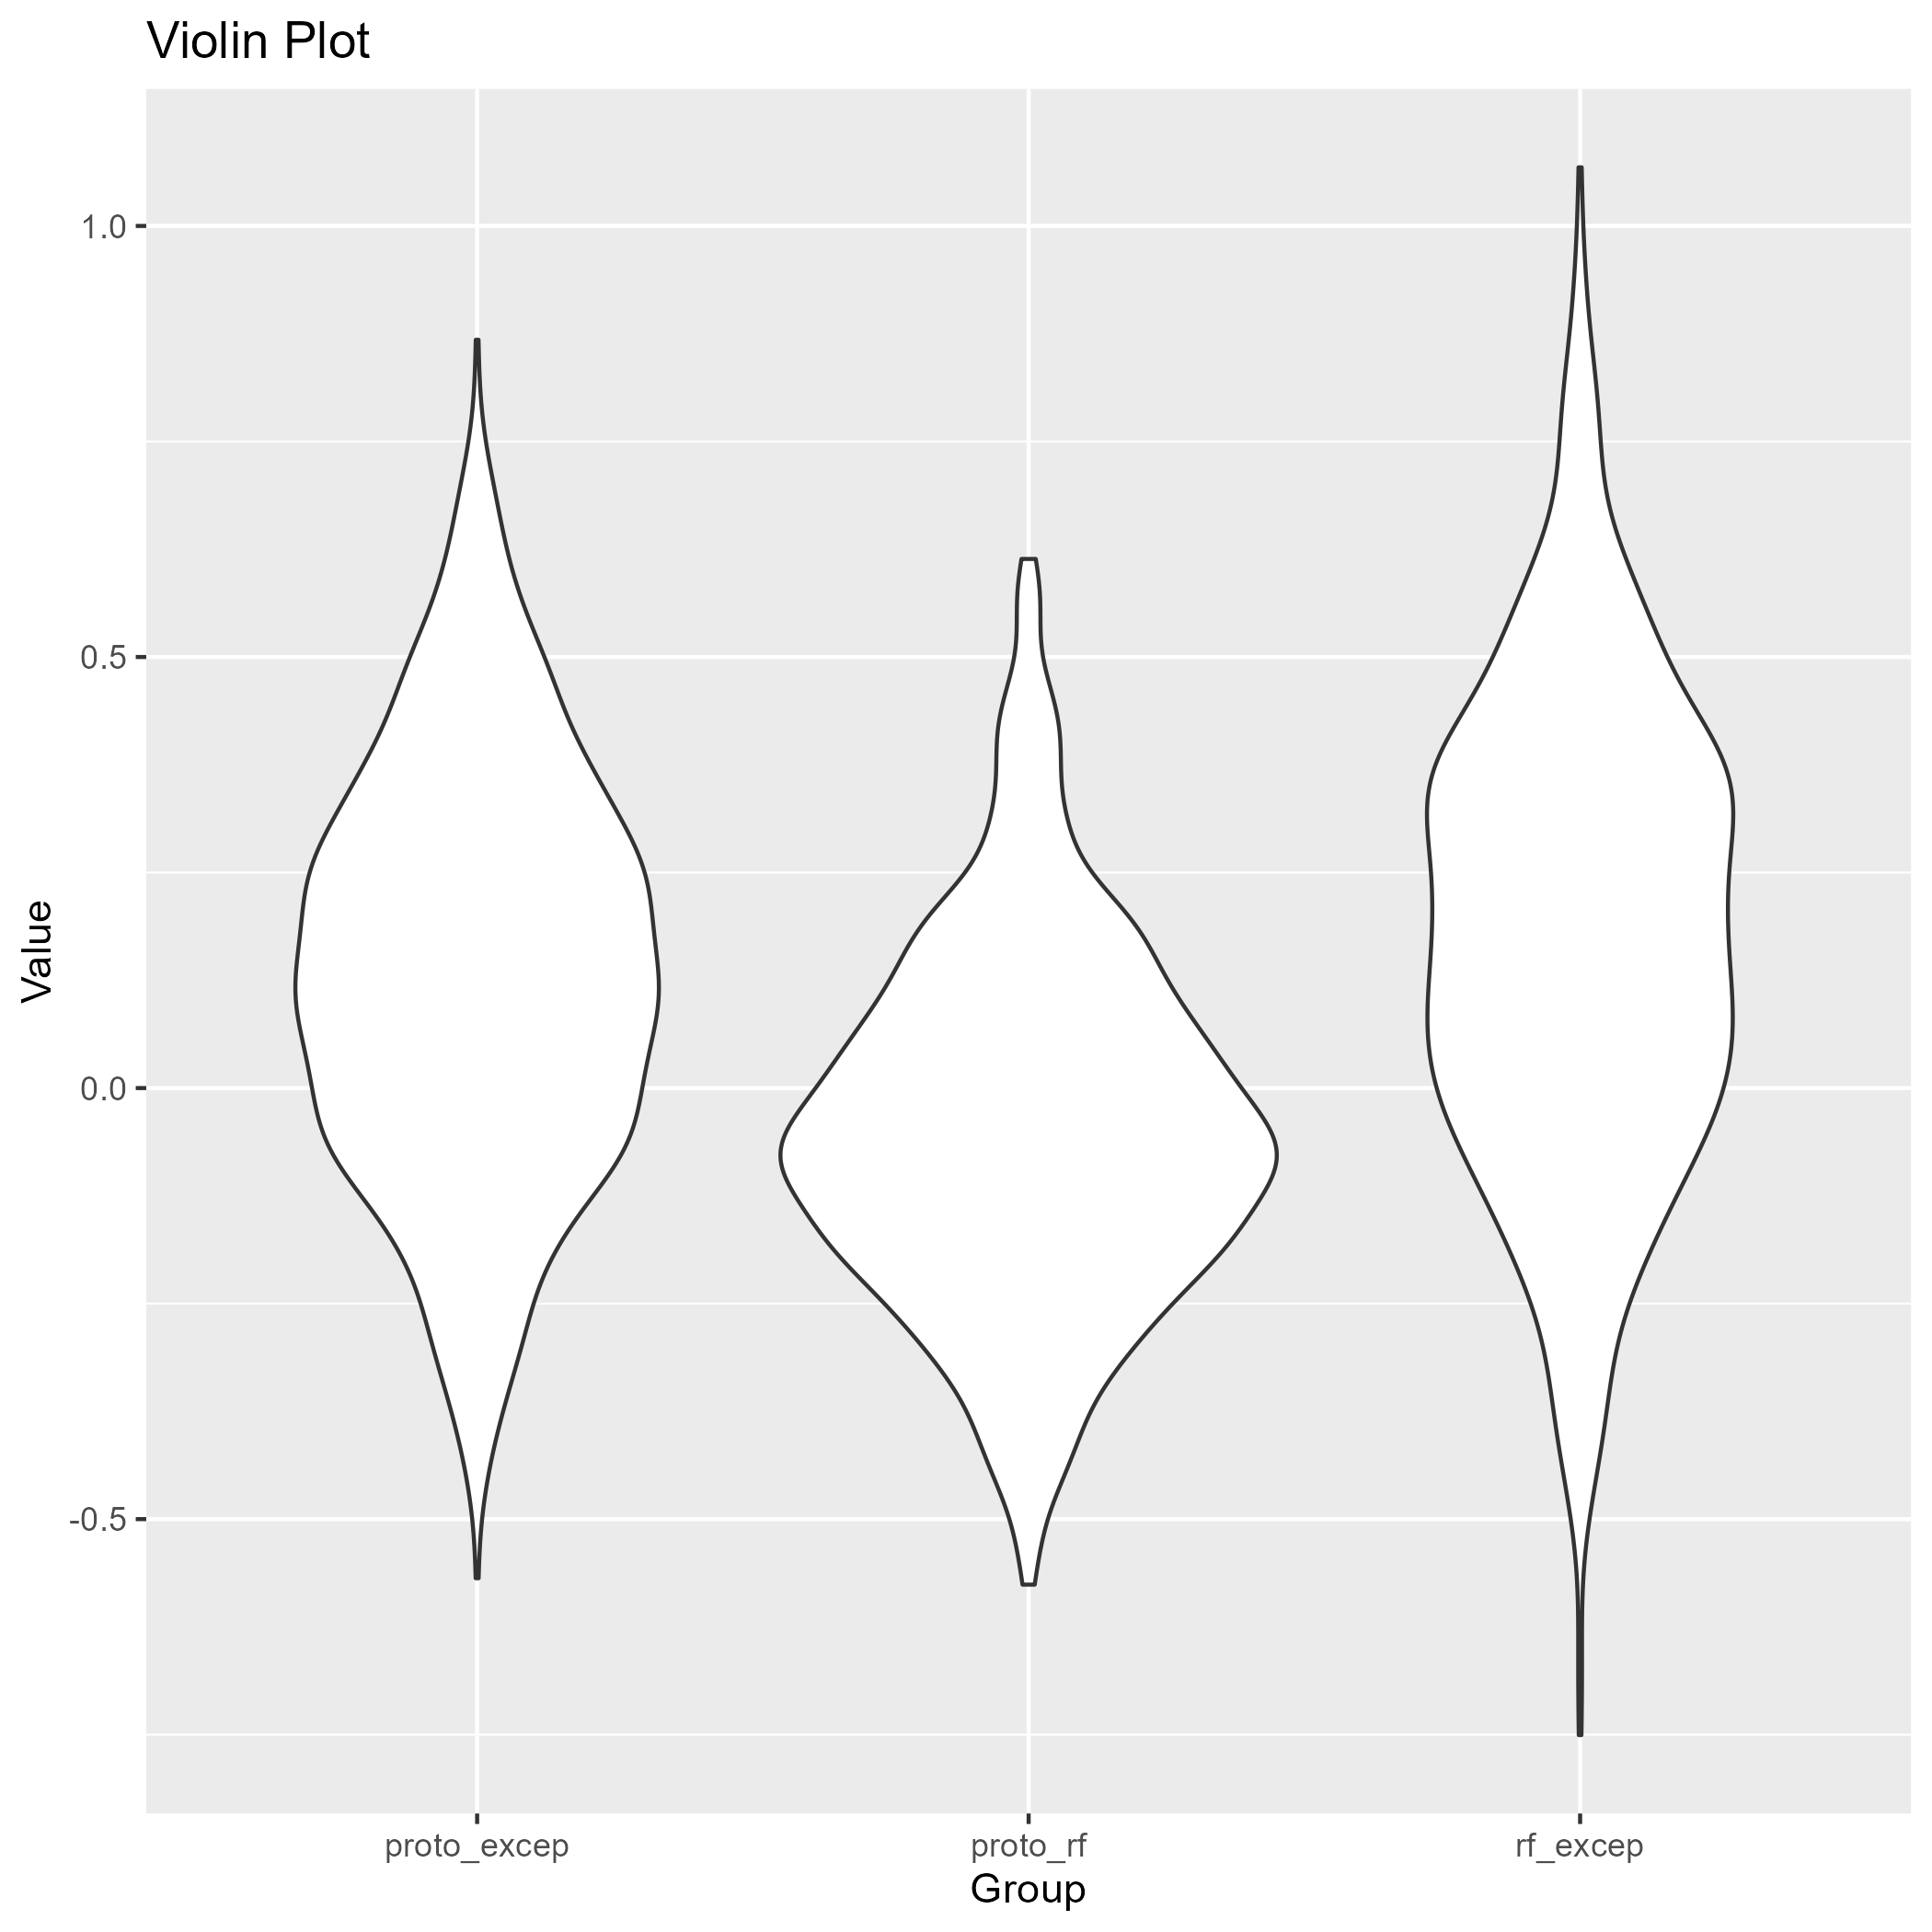 Violin Plot
1.0
0.5
0.0
-0.5
Value
proto_excep
proto_rf
rf_excep
Group